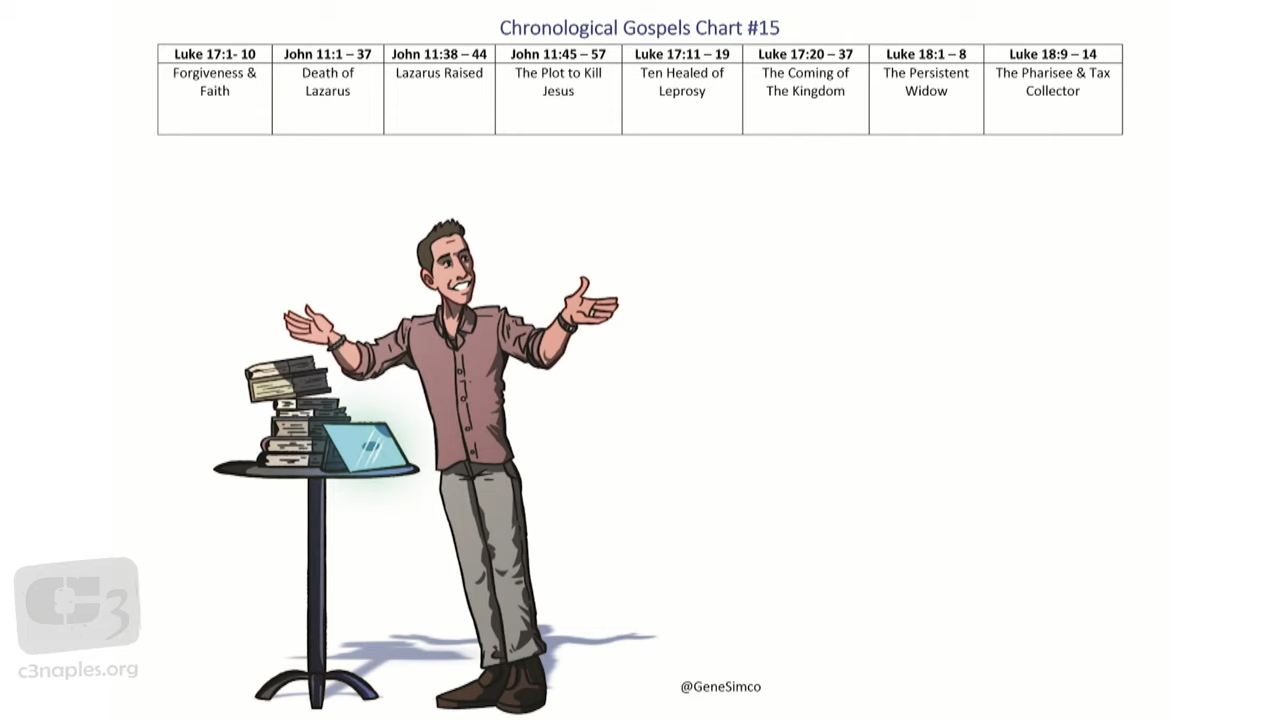 Chronological Gospels Chart #15
Luke 17:1- 10 John 11:1 – 37 John 11:38 – 44 John 11:45 – 57 Luke 17:11 – 19 Luke 17:20 – 37 Luke 18:1 – 8 Luke 18:9 – 14
Forgiveness & Death of Lazarus Raised The Plot to Kill Ten Healed of The Coming of The Persistent The Pharisee & Tax
Faith Lazarus Jesus Leprosy The Kingdom Widow Collector
C3
c3naples.org
@GeneSimco